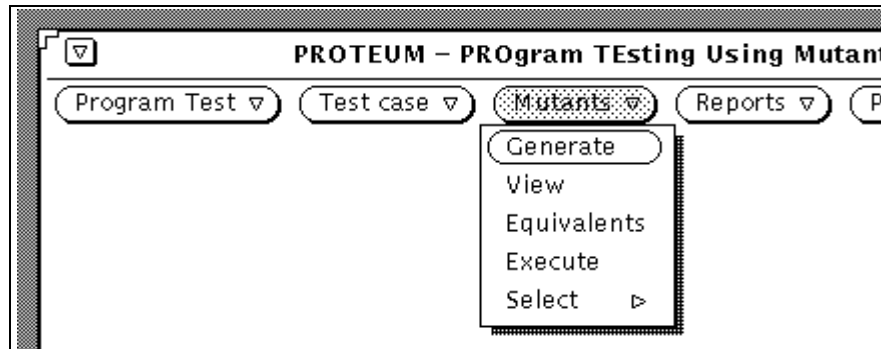 PROTEUM – PROgram TEsting Using Mutant
Program Test Test case Mutants Reports P
Generate
View
Equivalents
Execute
Select